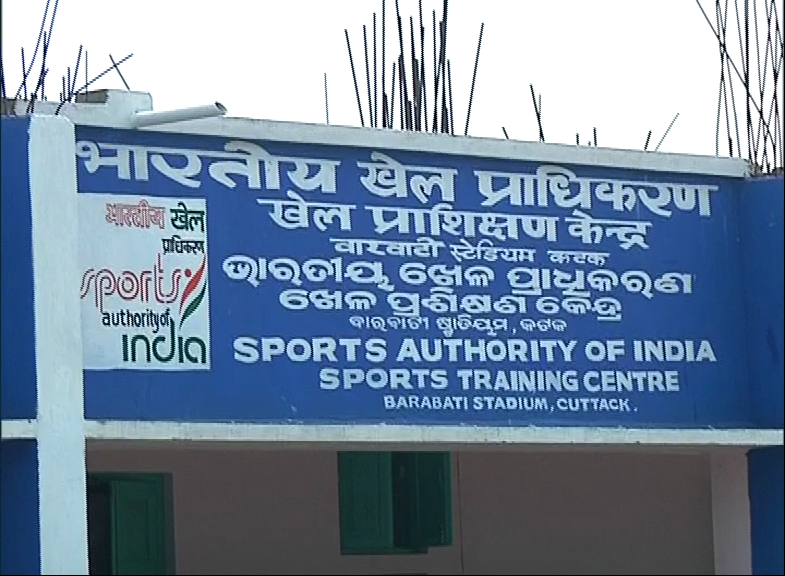 भारतीय खेल प्राधिकरण
खेल प्राशिक्षण केन्द्र
बारबाटी स्टेडियम कटक
ଭାରତୀୟ ଖେଳ ପ୍ରାଧିକରଣ
ଖେଳ ପ୍ରଶିକ୍ଷଣ କେନ୍ଦ୍ର
ବାରବାଟୀ ଷ୍ଟାଡିୟମ, କଟକ
SPORTS AUTHORITY OF INDIA
SPORTS TRAINING CENTRE
BARABATI STADIUM, CUTTACK.
भारतीय खेल
प्राधिकरण
sports
authority of
india